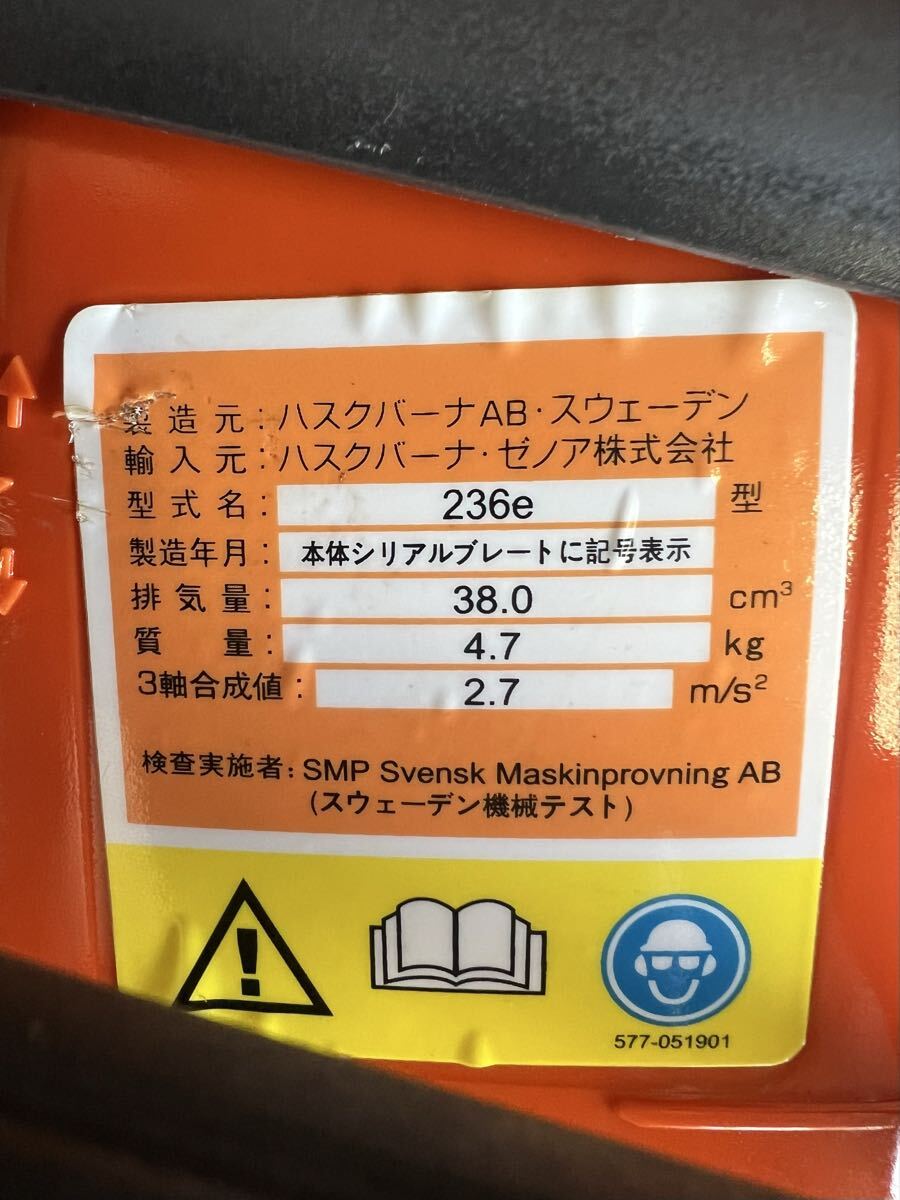 製造元:ハスクバーナAB・スウェーデン
輸入元:ハスクバーナ・ゼノア株式会社
型式名: 236e 型
製造年月: 本体シリアルプレートに記号表示
排気量: 38.0 cm³
質 量: 4.7 kg
3軸合成値: 2.7 m/s²
検査実施者: SMP Svensk Maskinprovning AB
(スウェーデン機械テスト)
577-051901